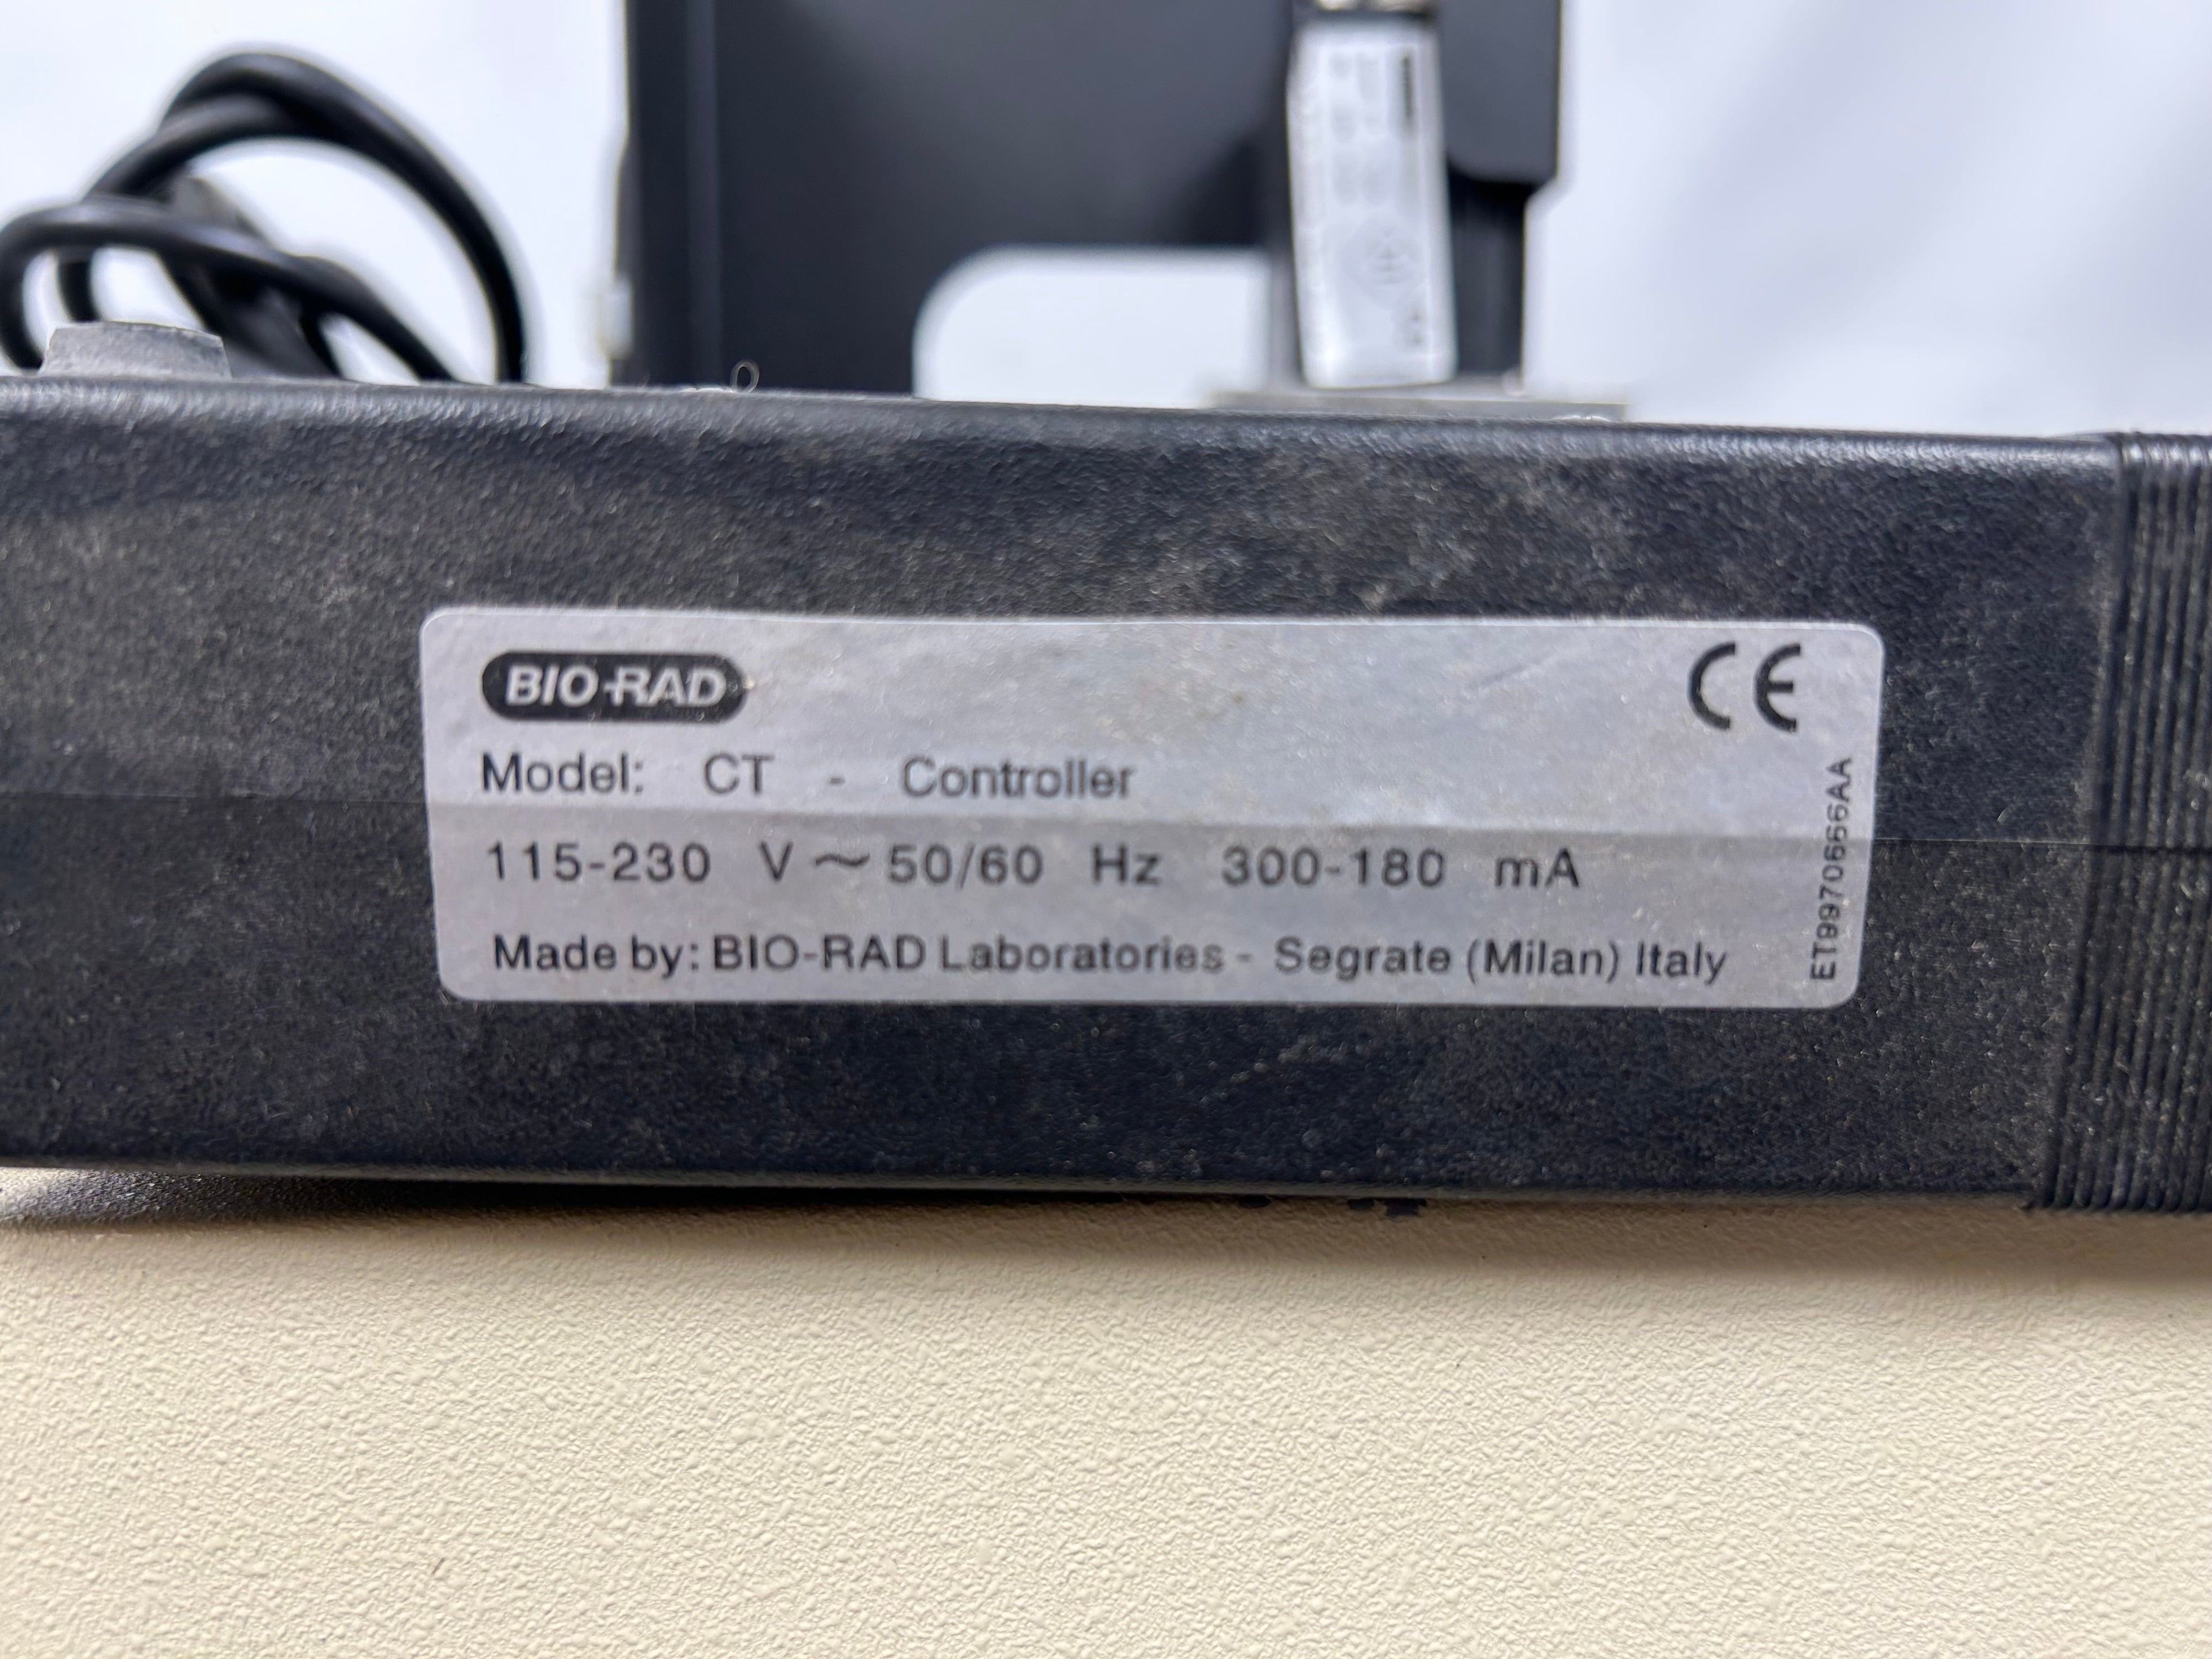 BIO-RAD
CE
Model: CT - Controller
115-230 V ~ 50/60 Hz 300-180 mA
Made by: BIO-RAD Laboratories - Segrate (Milan) Italy
ET9970666AA